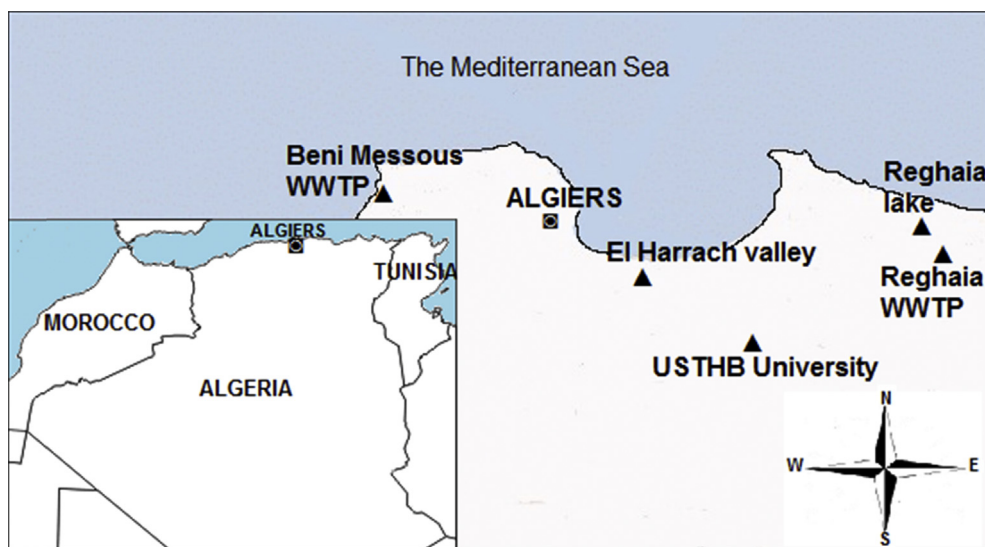 The Mediterranean Sea
Beni Messous
WWTP
ALGIERS
Reghaia
lake
El Harrach valley
Reghaia
WWTP
USTHB University
ALGIERS
TUNISIA
MOROCCO
ALGERIA
N
W
E
S